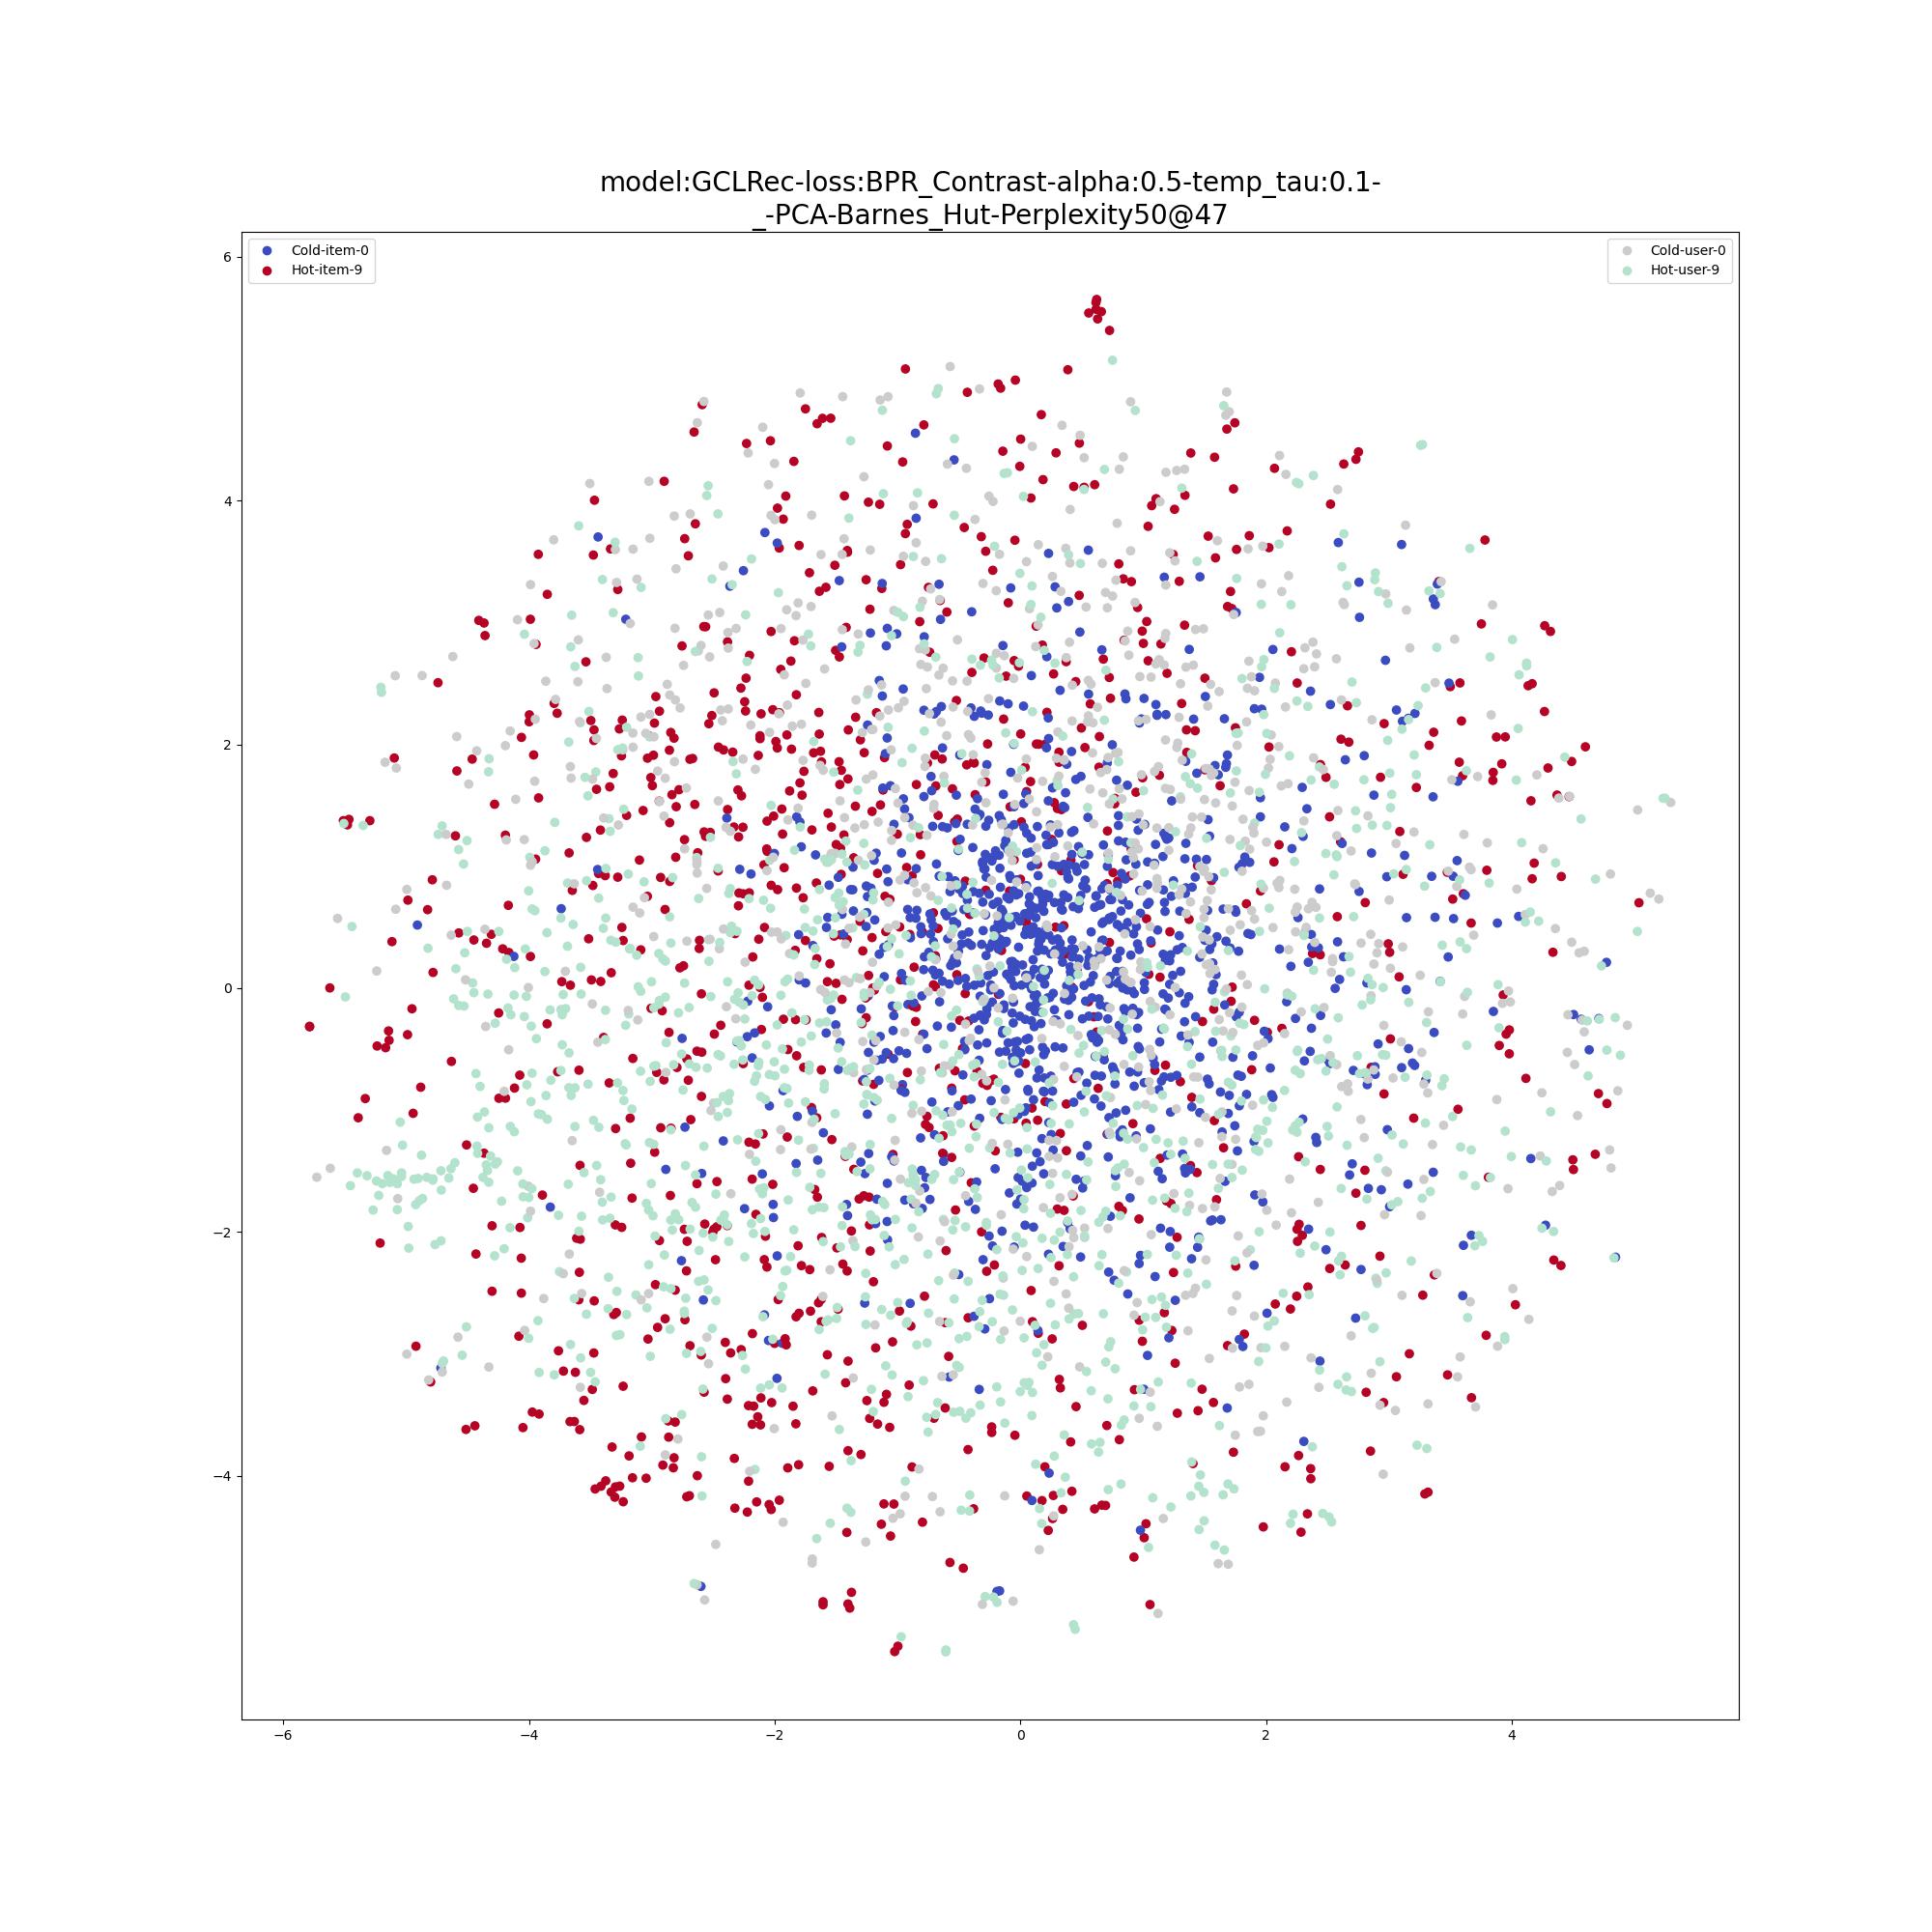 model:GCLRec-loss:BPR_Contrast-alpha:0.5-temp_tau:0.1-
_-PCA-Barnes_Hut-Perplexity50@47
Cold-item-0
Hot-item-9
Cold-user-0
Hot-user-9
6
4
2
0
−2
−4
−6
−4
−2
0
2
4